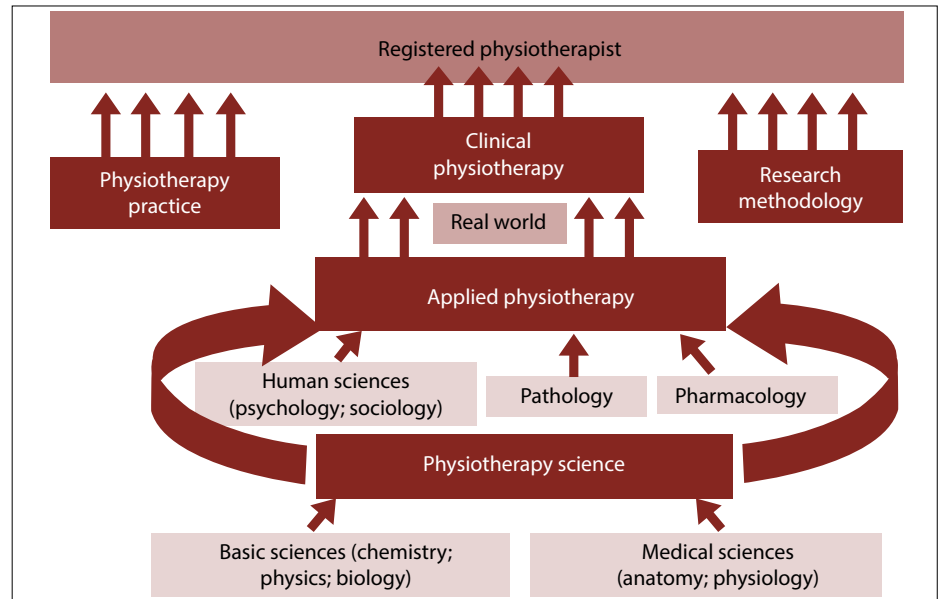 Registered physiotherapist
Clinical
physiotherapy
Physiotherapy
practice
Research
methodology
Real world
Applied physiotherapy
Human sciences
(psychology; sociology)
Pathology
Pharmacology
Physiotherapy science
Basic sciences (chemistry;
physics; biology)
Medical sciences
(anatomy; physiology)